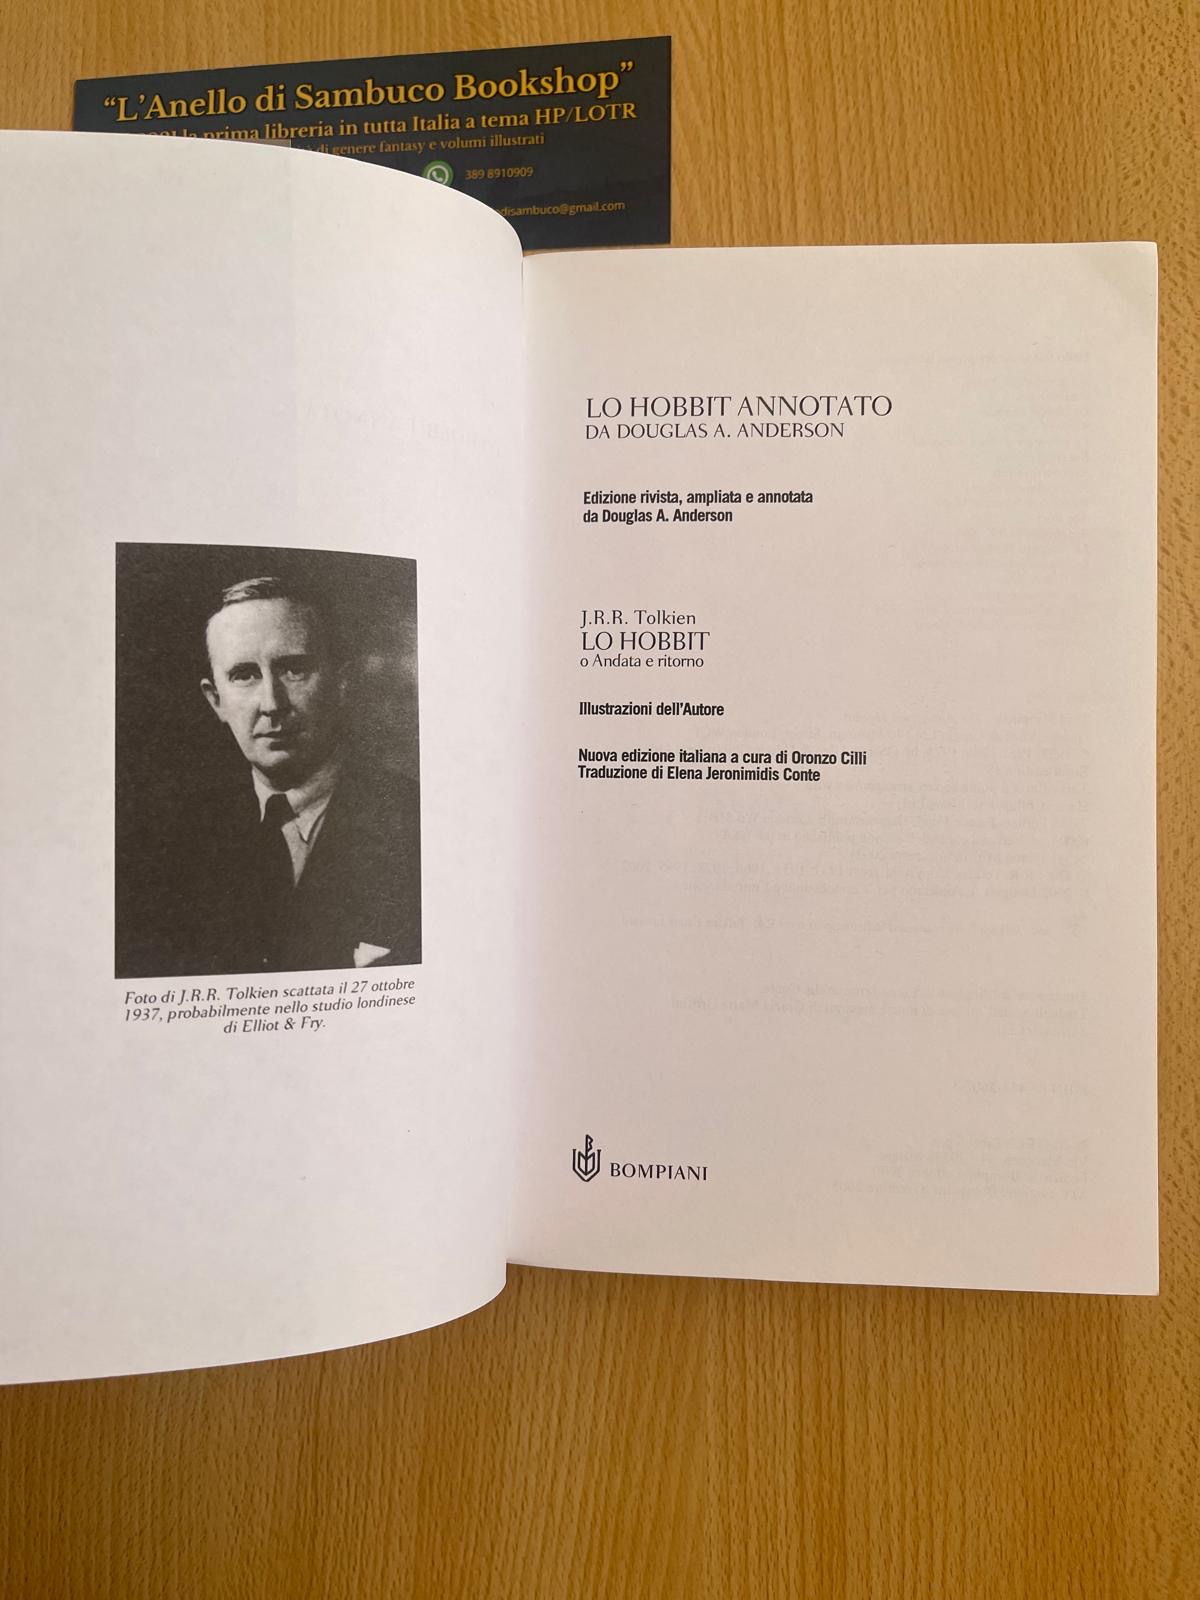 “L’Anello di Sambuco Bookshop”
la prima libreria in tutta Italia a tema HP/LOTR
di genere fantasy e volumi illustrati
389 8910909
disambuco@gmail.com
Foto di J.R.R. Tolkien scattata il 27 ottobre
1937, probabilmente nello studio londinese
di Elliot & Fry.
LO HOBBIT ANNOTATO
DA DOUGLAS A. ANDERSON
Edizione rivista, ampliata e annotata
da Douglas A. Anderson
J.R.R. Tolkien
LO HOBBIT
o Andata e ritorno
Illustrazioni dell’Autore
Nuova edizione italiana a cura di Oronzo Cilli
Traduzione di Elena Jeronimidis Conte
BOMPIANI